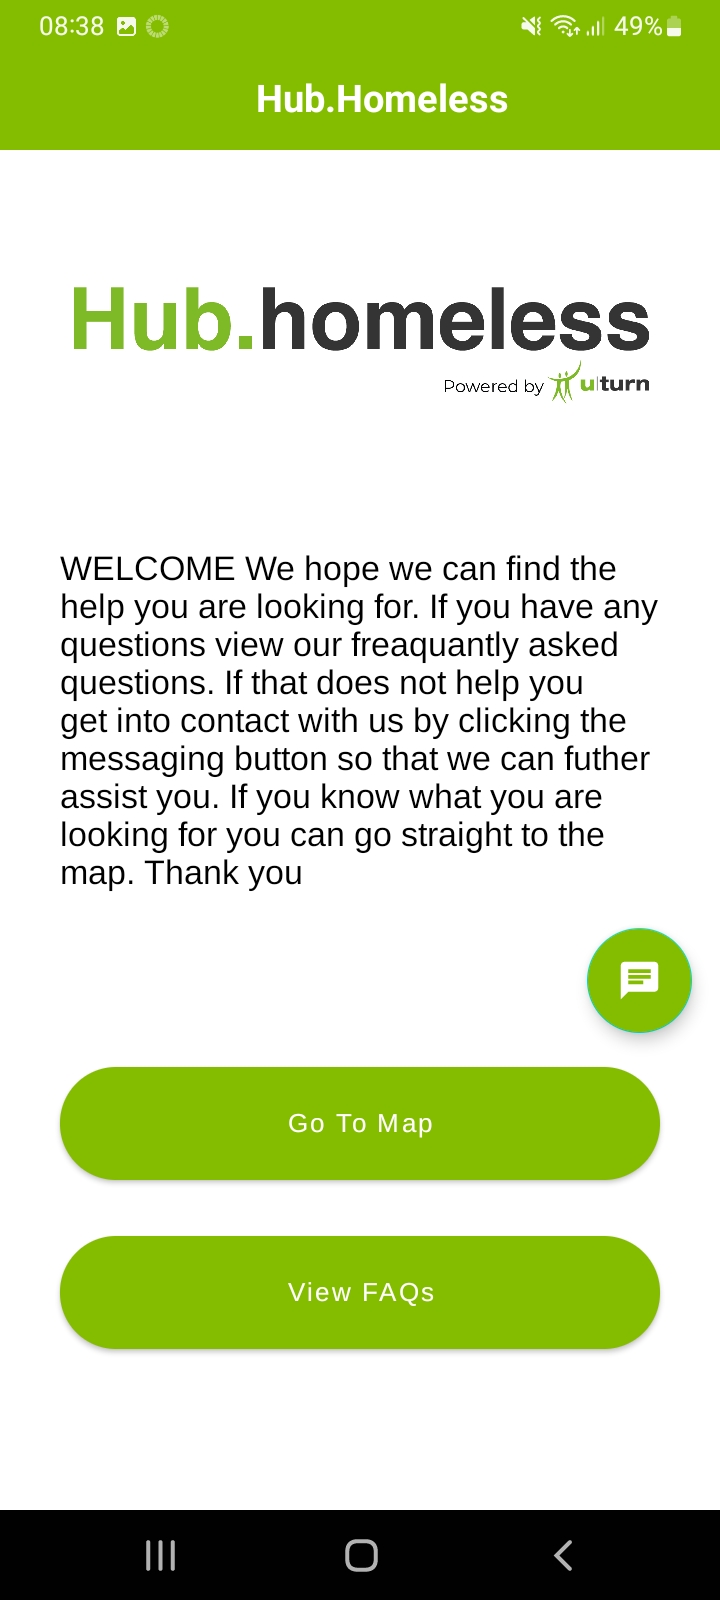 08:38 49%
Hub.Homeless
Hub.homeless
Powered by u|turn
WELCOME We hope we can find the
help you are looking for. If you have any
questions view our freaquantly asked
questions. If that does not help you
get into contact with us by clicking the
messaging button so that we can futher
assist you. If you know what you are
looking for you can go straight to the
map. Thank you
Go To Map
View FAQs